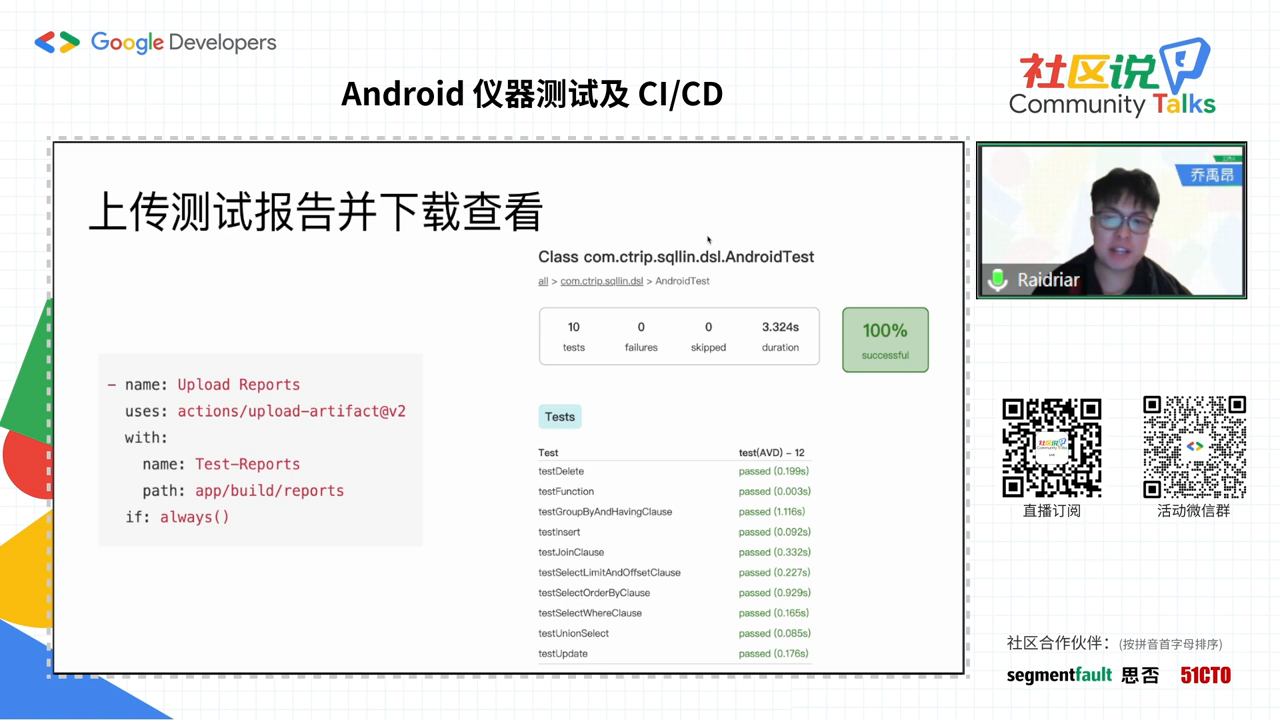 Google Developers
Android 仪器测试及 CI/CD
社区说
Community Talks
上传测试报告并下载查看
- name: Upload Reports
uses: actions/upload-artifact@v2
with:
name: Test-Reports
path: app/build/reports
if: always()
Class com.ctrip.sqllin.dsl.AndroidTest
all > com.ctrip.sqllin.dsl > AndroidTest
10 0 0 3.324s
tests failures skipped duration
100%
successful
Tests
Test test(AVD) - 12
testDelete passed (0.199s)
testFunction passed (0.003s)
testGroupByAndHavingClause passed (1.116s)
testInsert passed (0.092s)
testJoinClause passed (0.332s)
testSelectLimitAndOffsetClause passed (0.227s)
testSelectOrderByClause passed (0.929s)
testSelectWhereClause passed (0.165s)
testUnionSelect passed (0.085s)
testUpdate passed (0.176s)
乔禹昂
Raidriar
直播订阅
活动微信群
社区合作伙伴：(按拼音首字母排序)
segmentfault 思否 51CTO